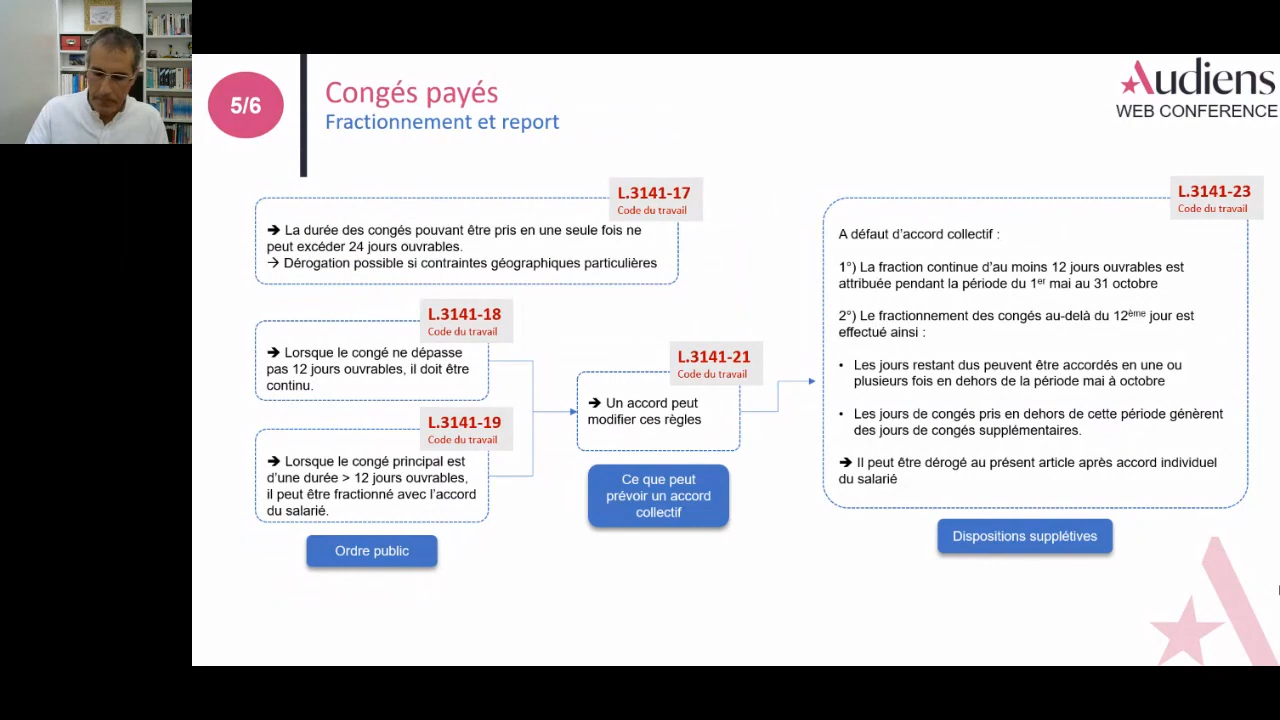 5/6
Congés payés
Fractionnement et report
Audiens
WEB CONFERENCE
L.3141-17
Code du travail
➔ La durée des congés pouvant être pris en une seule fois ne
peut excéder 24 jours ouvrables.
→ Dérogation possible si contraintes géographiques particulières
L.3141-18
Code du travail
➔ Lorsque le congé ne dépasse
pas 12 jours ouvrables, il doit être
continu.
L.3141-19
Code du travail
➔ Lorsque le congé principal est
d'une durée > 12 jours ouvrables,
il peut être fractionné avec l'accord
du salarié.
Ordre public
L.3141-21
Code du travail
➔ Un accord peut
modifier ces règles
Ce que peut
prévoir un accord
collectif
L.3141-23
Code du travail
A défaut d'accord collectif :
1°) La fraction continue d'au moins 12 jours ouvrables est
attribuée pendant la période du 1er mai au 31 octobre
2°) Le fractionnement des congés au-delà du 12ème jour est
effectué ainsi :
• Les jours restant dus peuvent être accordés en une ou
plusieurs fois en dehors de la période mai à octobre
• Les jours de congés pris en dehors de cette période génèrent
des jours de congés supplémentaires.
➔ Il peut être dérogé au présent article après accord individuel
du salarié
Dispositions supplétives